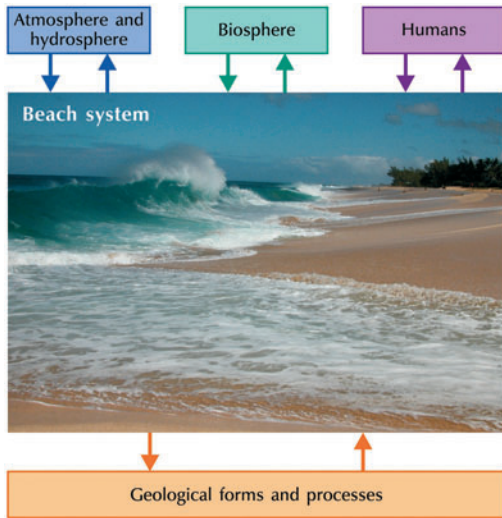 Atmosphere and
hydrosphere
Biosphere
Humans
Beach system
Geological forms and processes